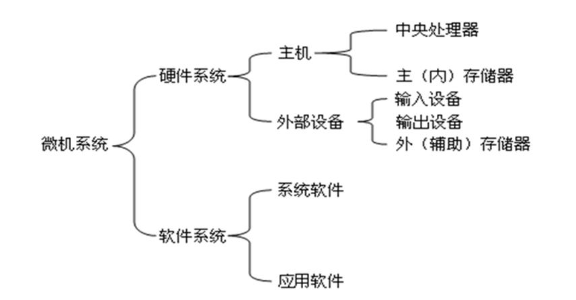 中央处理器
主机
主（内）存储器
硬件系统
输入设备
外部设备
输出设备
外（辅助）存储器
微机系统
系统软件
软件系统
应用软件